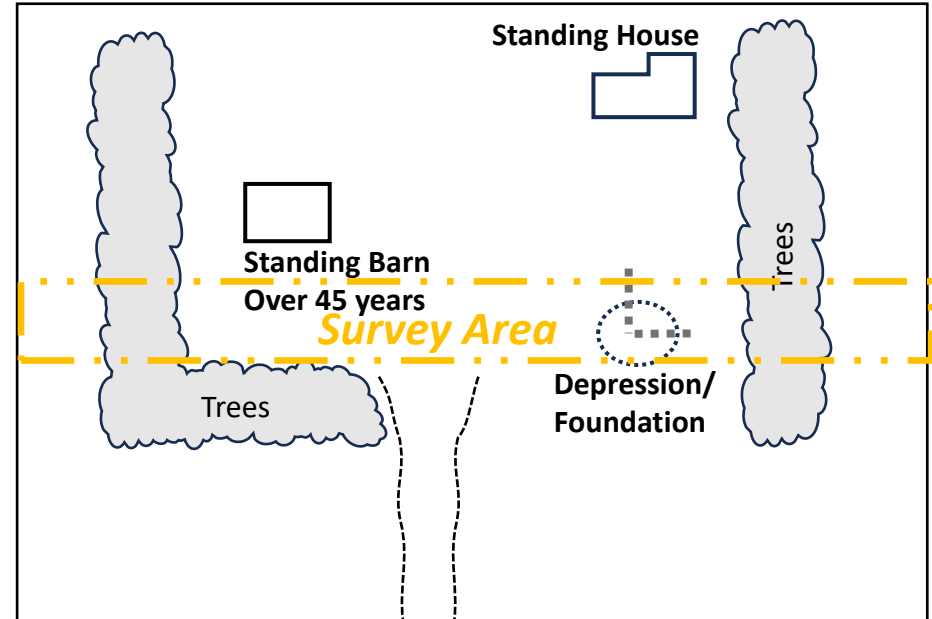 Standing House
Trees
Standing Barn
Over 45 years
Survey Area
Depression/
Foundation
Trees